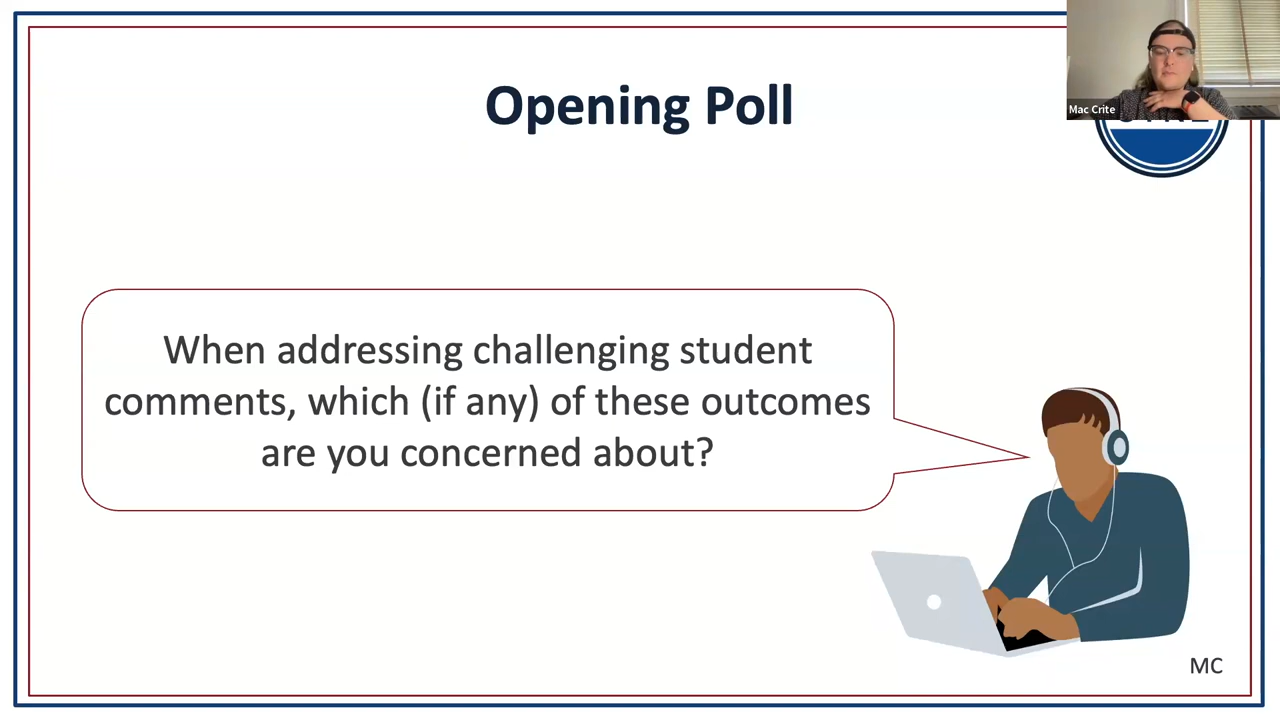 Opening Poll
Mac Crite
When addressing challenging student
comments, which (if any) of these outcomes
are you concerned about?
MC